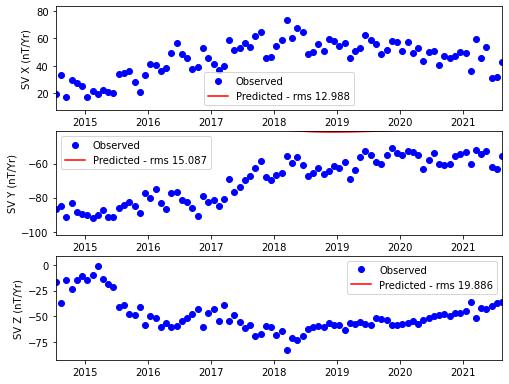 80
60
40
20
SV X (nT/Yr)
Observed
Predicted - rms 12.988
2015 2016 2017 2018 2019 2020 2021
−60
−80
−100
SV Y (nT/Yr)
Observed
Predicted - rms 15.087
2015 2016 2017 2018 2019 2020 2021
0
−25
−50
−75
SV Z (nT/Yr)
Observed
Predicted - rms 19.886
2015 2016 2017 2018 2019 2020 2021